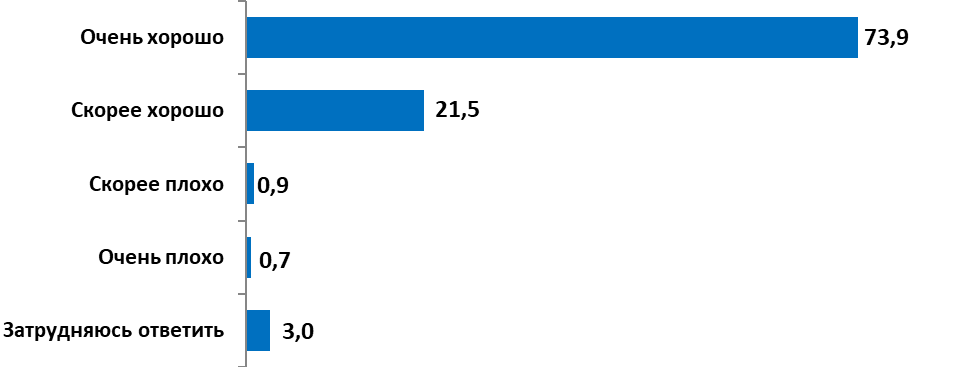 Очень хорошо 73,9
Скорее хорошо 21,5
Скорее плохо 0,9
Очень плохо 0,7
Затрудняюсь ответить 3,0